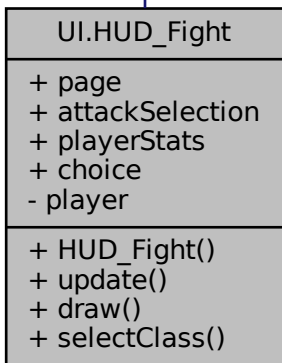 UI.HUD_Fight
+ page
+ attackSelection
+ playerStats
+ choice
- player
+ HUD_Fight()
+ update()
+ draw()
+ selectClass()